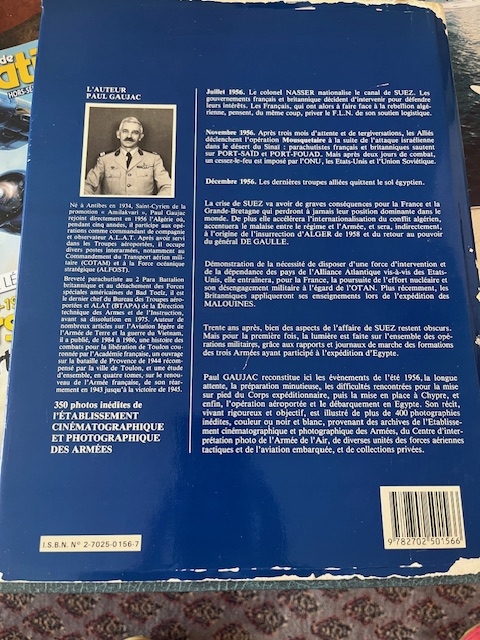 L'AUTEUR
PAUL GAUJAC
Né à Antibes en 1934, Saint-Cyrien de la
promotion « Amilakvari », Paul Gaujac
rejoint directement en 1956 l'Algérie où,
pendant cinq années, il participe aux opé-
rations comme commandant de compagnie
et observateur A.L.A.T. Après avoir servi
dans les Troupes aéroportées, il occupe
divers postes interarmées, notamment au
Commandement du Transport aérien mili-
taire (COTAM) et à la Force océanique
stratégique (ALFOST).
Breveté parachutiste au 2 Para Battalion
britannique et au détachement des Forces
spéciales américaines de Bad Toelz, il est
le dernier chef du Bureau des Troupes aéro-
portées et ALAT (BTAPA) de la Direction
technique des Armes et de l'Instruction,
avant sa dissolution en 1975. Auteur de
nombreux articles sur l'Aviation légère de
l'Armée de Terre et la guerre du Vietnam,
il a publié, de 1984 à 1986, une histoire des
combats pour la libération de Toulon cou-
ronnée par l'Académie française, un ouvrage
sur la bataille de Provence de 1944 récom-
pensé par la ville de Toulon, et une étude
d'ensemble, en quatre tomes, sur le renou-
veau de l'Armée française, de son réar-
mement en 1943 jusqu'à la victoire de 1945.
350 photos inédites de
l'ÉTABLISSEMENT
CINÉMATOGRAPHIQUE
ET PHOTOGRAPHIQUE
DES ARMÉES
I.S.B.N. N° 2-7025-0156-7
Juillet 1956. Le colonel NASSER nationalise le canal de SUEZ. Les
gouvernements français et britannique décident d'intervenir pour défendre
leurs intérêts. Les Français, qui ont alors à faire face à la rebellion algé-
rienne, pensent, du même coup, priver le F.L.N. de son soutien logistique.
Novembre 1956. Après trois mois d'attente et de tergiversations, les Alliés
déclenchent l'opération Mousquetaire à la suite de l'attaque israélienne
dans le désert du Sinaï : parachutistes français et britanniques sautent
sur PORT-SAÏD et PORT-FOUAD. Mais après deux jours de combat,
un cessez-le-feu est imposé par l'ONU, les Etats-Unis et l'Union Soviétique.
Décembre 1956. Les dernières troupes alliées quittent le sol égyptien.
La crise de SUEZ va avoir de graves conséquences pour la France et la
Grande-Bretagne qui perdront à jamais leur position dominante dans le
monde. De plus elle accélèrera l'internationalisation du conflit algérien,
accentuera le malaise entre le régime et l'Armée, et sera, indirectement,
à l'origine de l'insurrection d'ALGER de 1958 et du retour au pouvoir
du général DE GAULLE.
Démonstration de la nécessité de disposer d'une force d'intervention et
de la dépendance des pays de l'Alliance Atlantique vis-à-vis des Etats-
Unis, elle entraînera, pour la France, la poursuite de l'effort nucléaire et
son désengagement militaire à l'égard de l'OTAN. Plus récemment, les
Britanniques appliqueront ses enseignements lors de l'expédition des
MALOUINES.
Trente ans après, bien des aspects de l'affaire de SUEZ restent obscurs.
Mais pour la première fois, la lumière est faite sur l'ensemble des opé-
rations militaires, grâce aux rapports et journaux de marche des formations
des trois Armées ayant participé à l'expédition d'Egypte.
Paul GAUJAC reconstitue ici les évènements de l'été 1956, la longue
attente, la préparation minutieuse, les difficultés rencontrées pour la mise
sur pied du Corps expéditionnaire, puis la mise en place à Chypre, et
enfin, l'opération aéroportée et le débarquement en Egypte. Son récit,
vivant rigoureux et objectif, est illustré de plus de 400 photographies
inédites, couleur ou noir et blanc, provenant des archives de l'Etablisse-
ment cinématographique et photographique des Armées, du Centre d'inter-
prétation photo de l'Armée de l'Air, de diverses unités des forces aériennes
tactiques et de l'aviation embarquée, et de collections privées.
9 782702 501566
HORS-SE